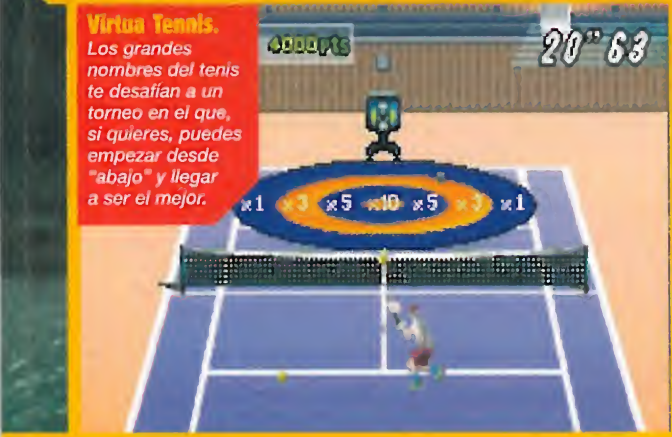 Virtua Tennis.
Los grandes
nombres del tenis
te desafían a un
torneo en el que,
si quieres, puedes
empezar desde
"abajo" y llegar
a ser el mejor.
4000pts
20"63
x1 x3 x5 x10 x5 x3 x1